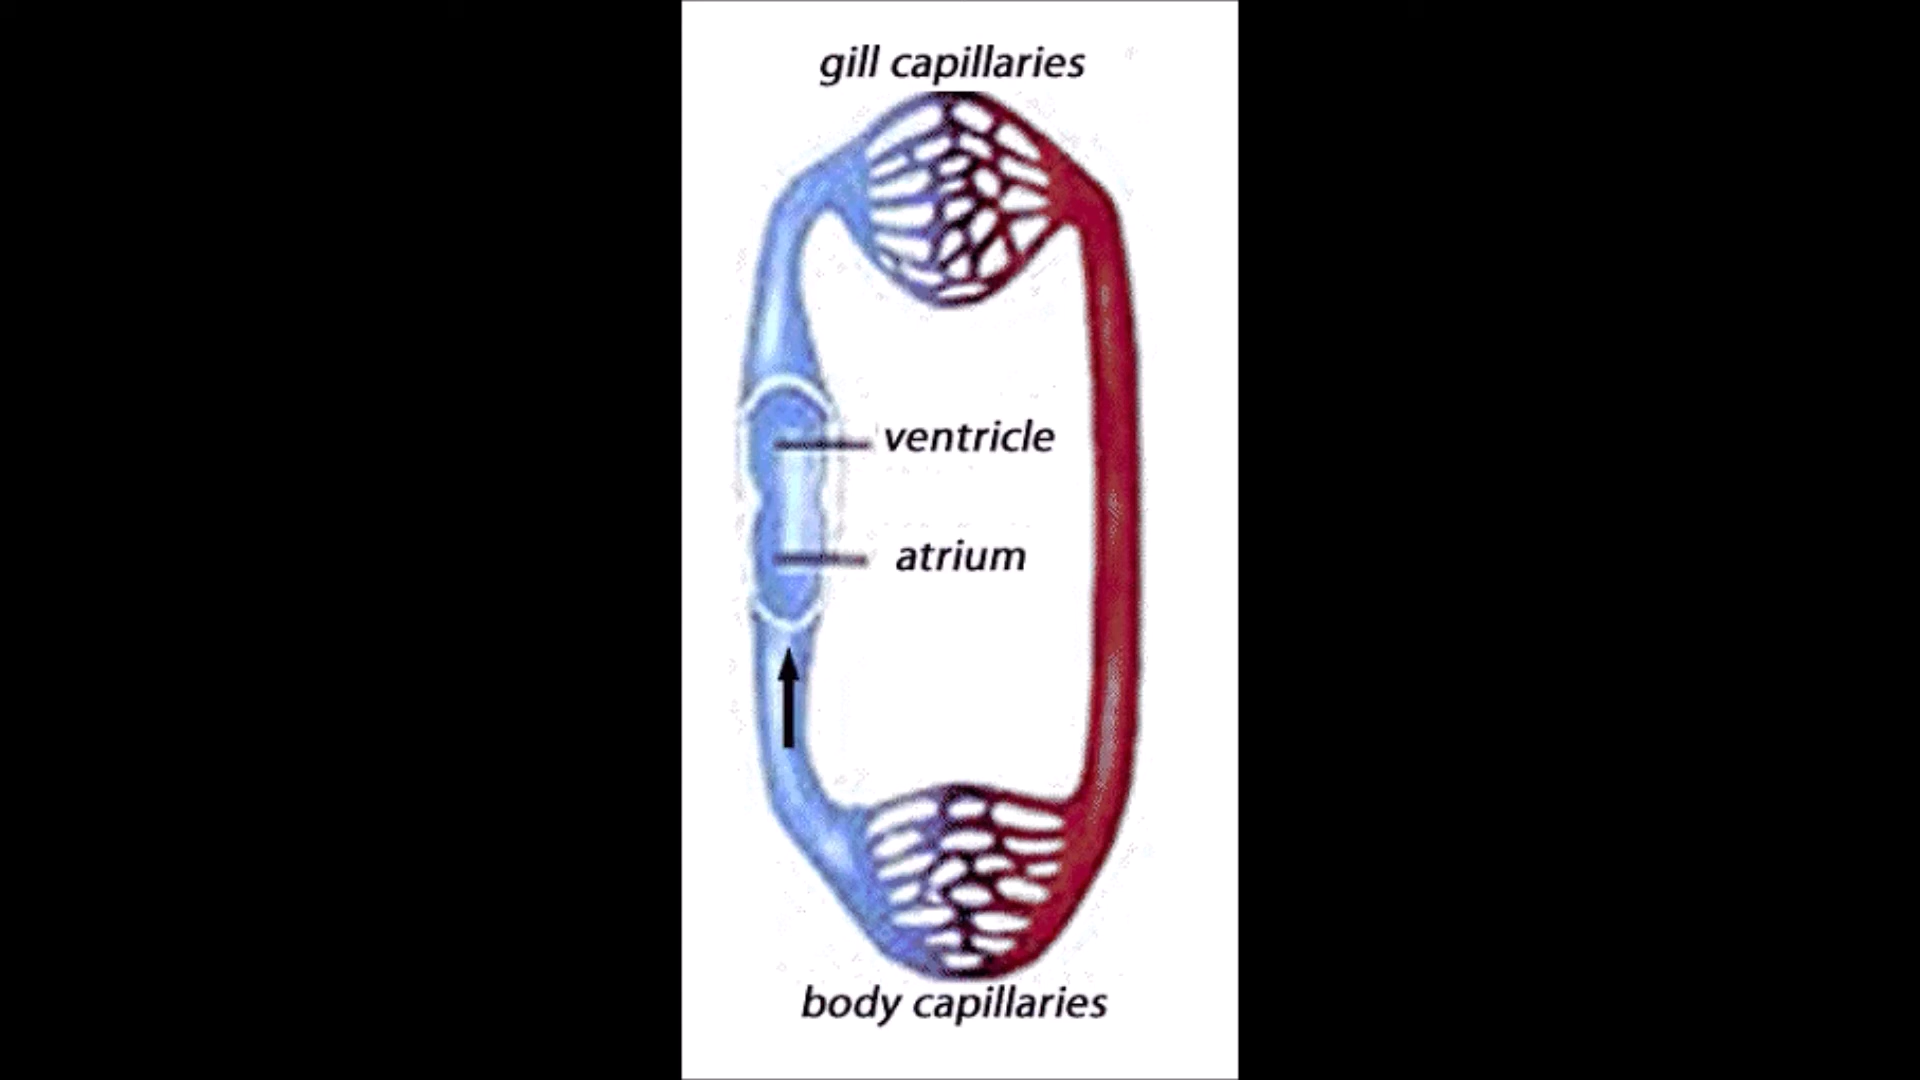 gill capillaries
ventricle
atrium
body capillaries